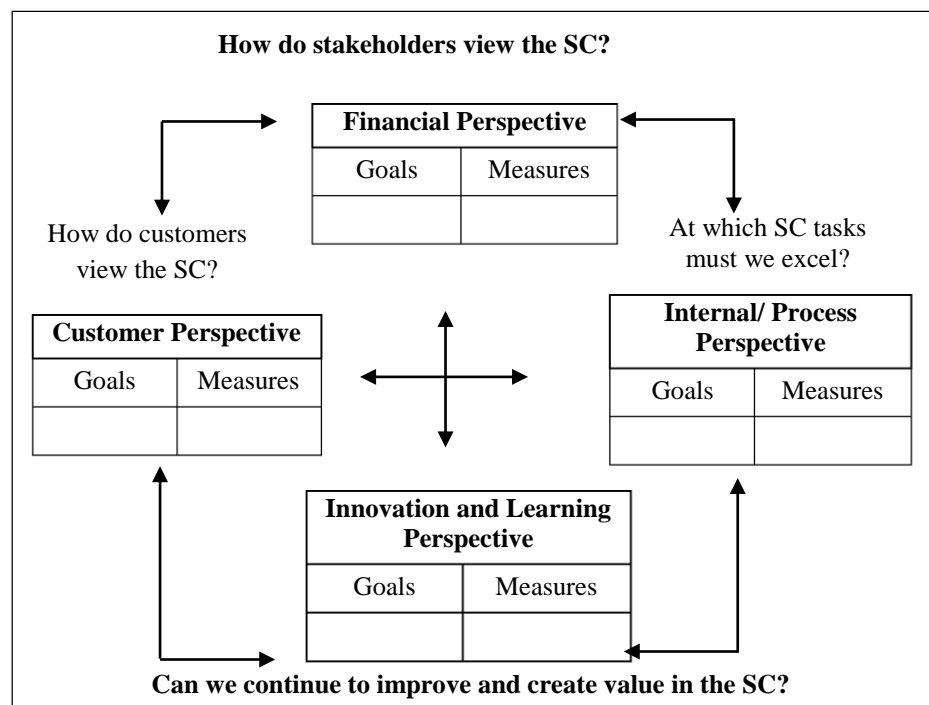 How do stakeholders view the SC?
Financial Perspective
Goals Measures
How do customers
view the SC?
At which SC tasks
must we excel?
Customer Perspective
Goals Measures
Internal/ Process
Perspective
Goals Measures
Innovation and Learning
Perspective
Goals Measures
Can we continue to improve and create value in the SC?